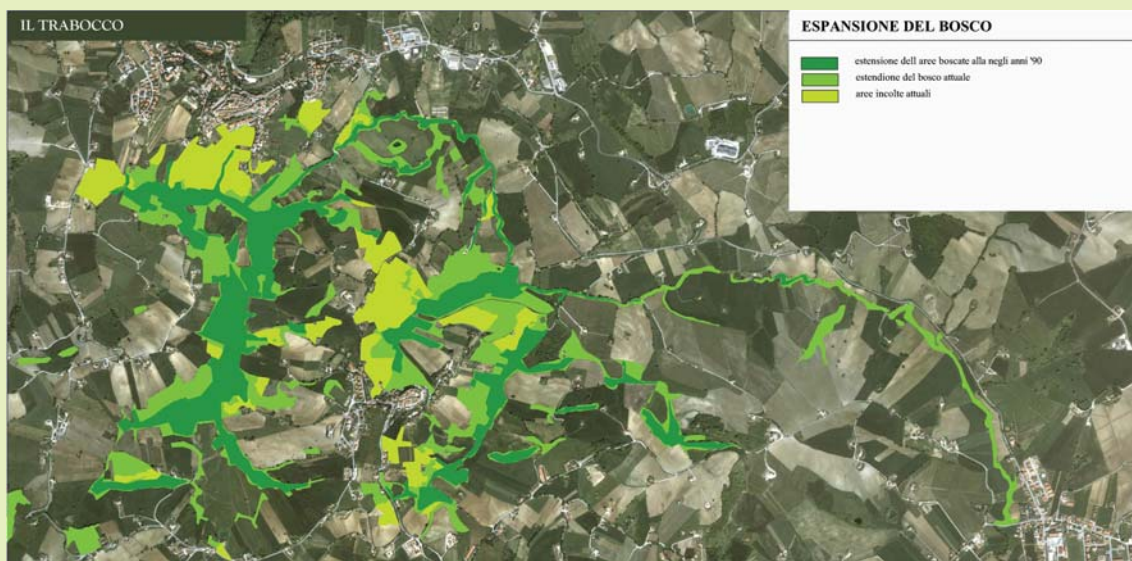 IL TRABOCCO
ESPANSIONE DEL BOSCO
estensione dell aree boscate alla negli anni '90
estendione del bosco attuale
aree incolte attuali